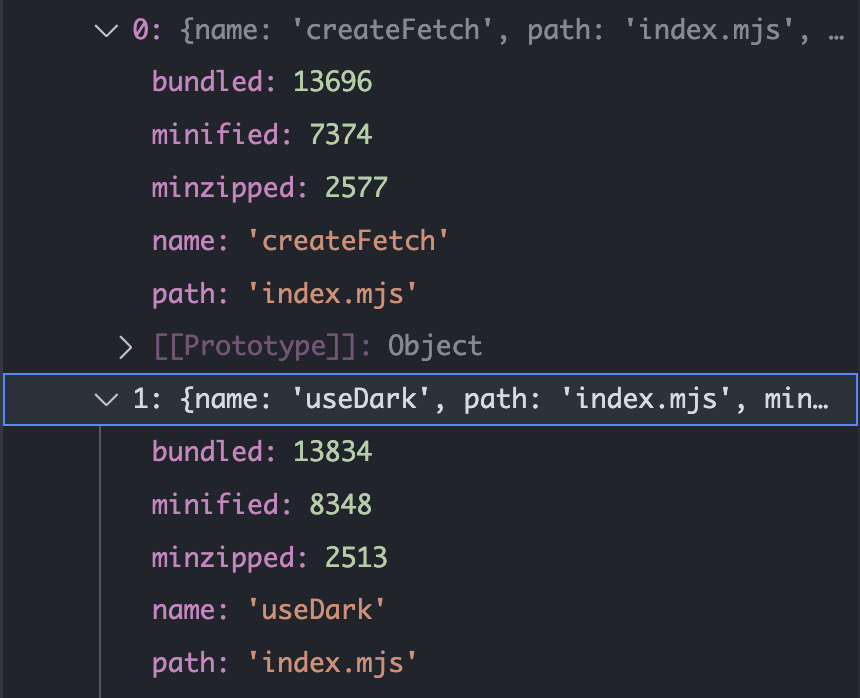 0: {name: 'createFetch', path: 'index.mjs', …
bundled: 13696
minified: 7374
minzipped: 2577
name: 'createFetch'
path: 'index.mjs'
[[Prototype]]: Object
1: {name: 'useDark', path: 'index.mjs', min…
bundled: 13834
minified: 8348
minzipped: 2513
name: 'useDark'
path: 'index.mjs'